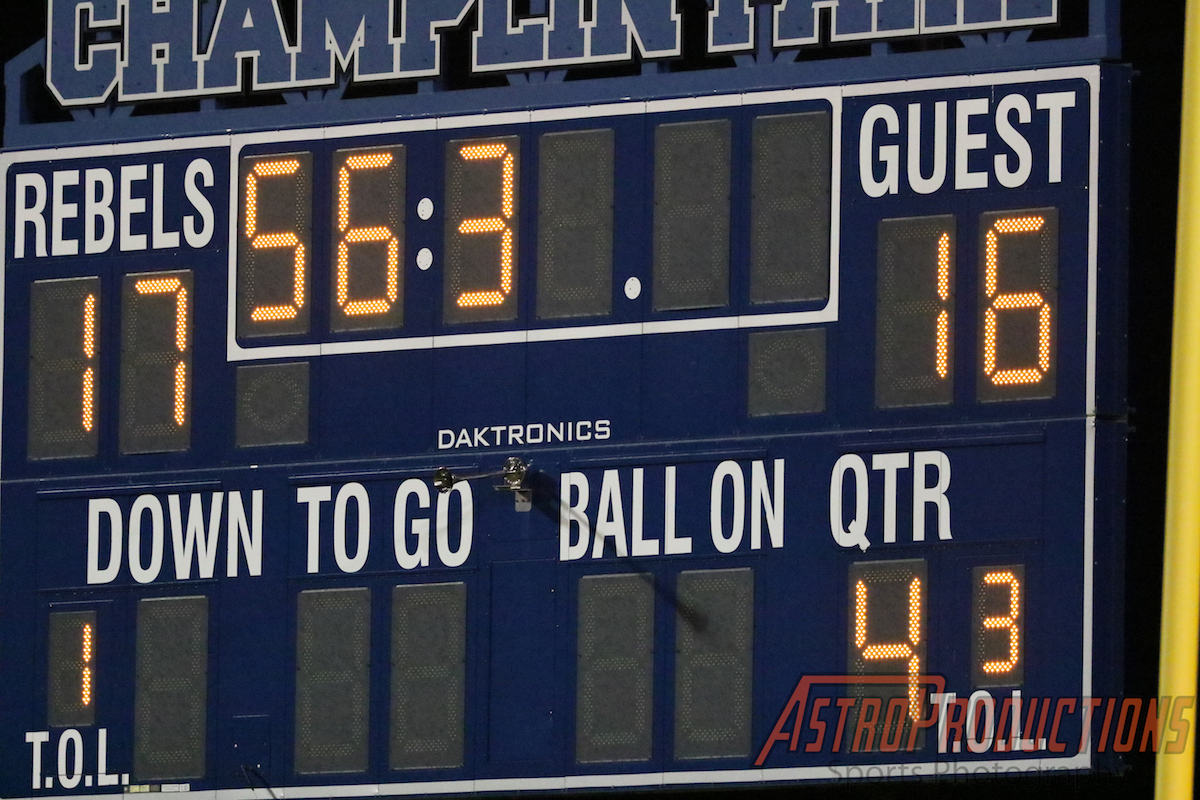 CHAMPLIN PARK
REBELS 56:3 . GUEST
17 16
DAKTRONICS
DOWN TO GO BALL ON QTR
1 4 3
T.O.L. T.O.L.
ASTROPRODUCTIONS
Sports Photography